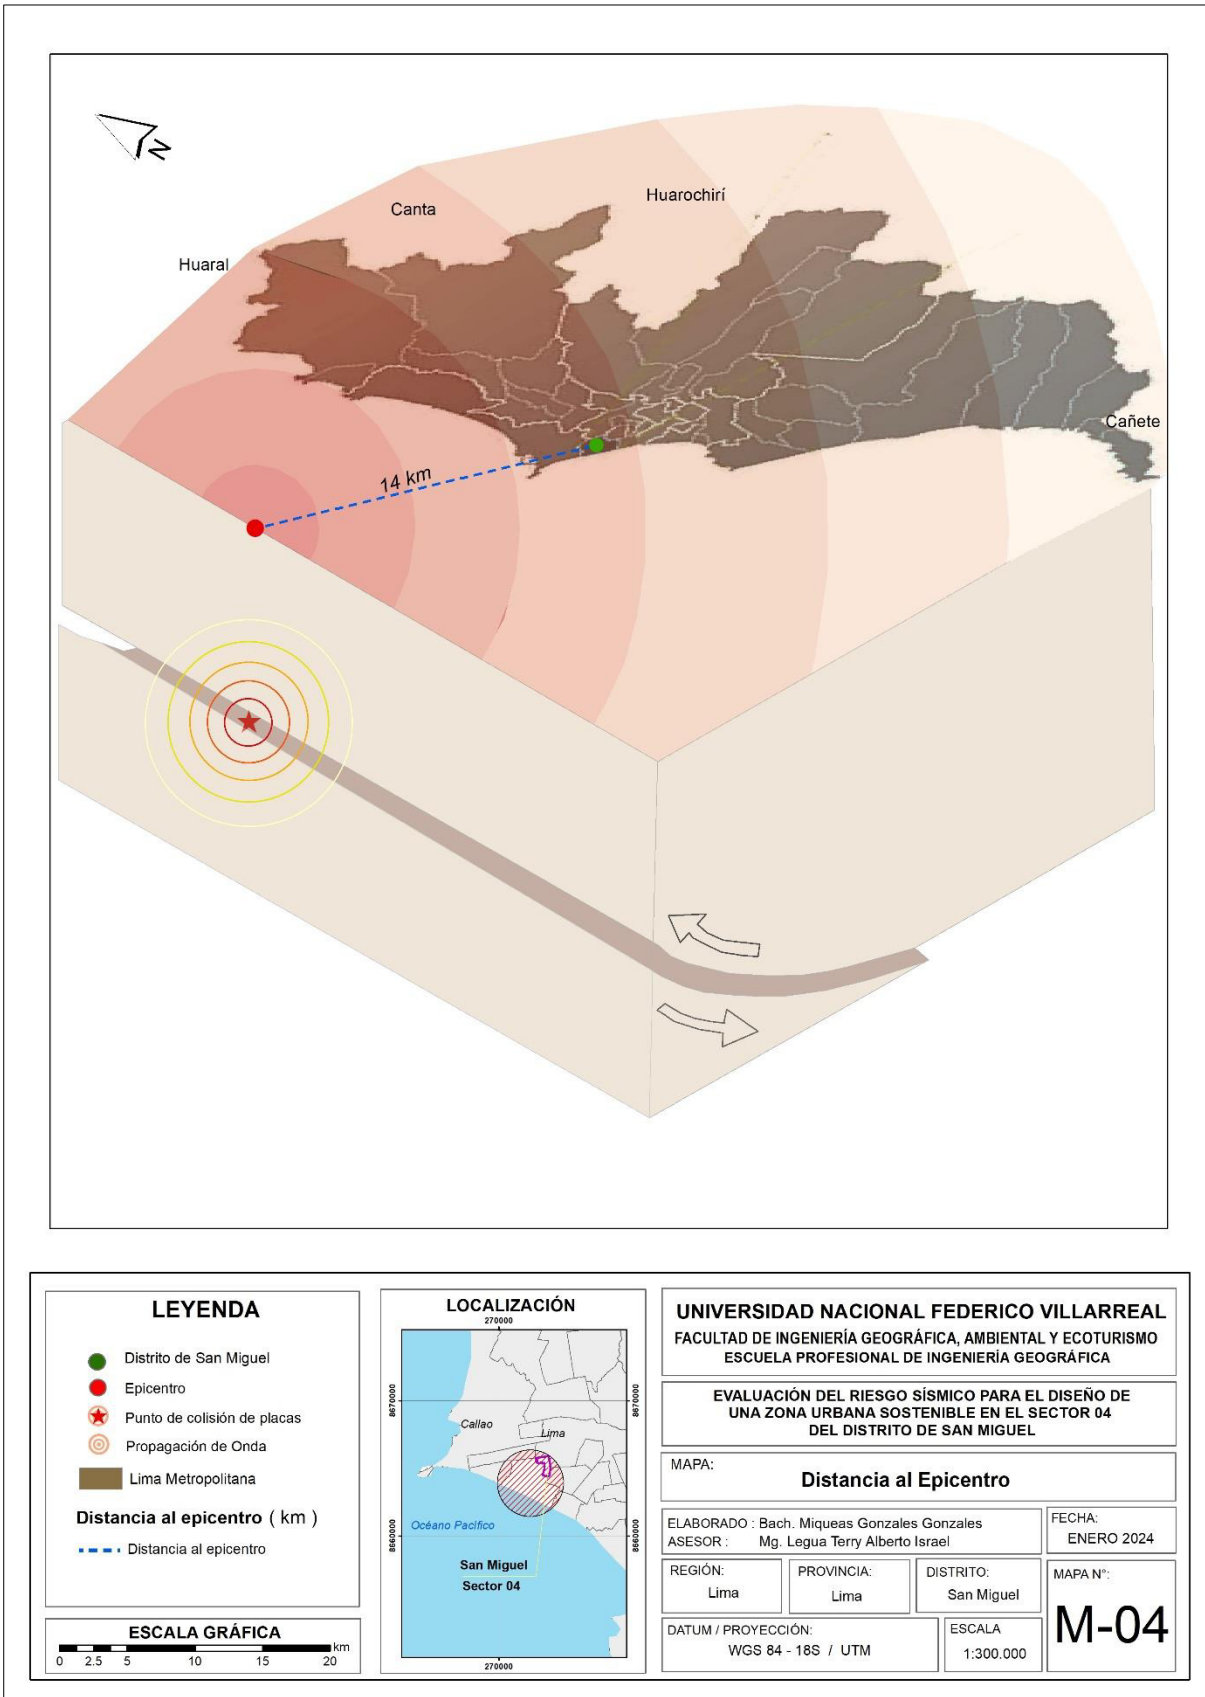 N
Canta
Huarochirí
Huaral
Cañete
14 km
LEYENDA
Distrito de San Miguel
Epicentro
Punto de colisión de placas
Propagación de Onda
Lima Metropolitana
Distancia al epicentro ( km )
Distancia al epicentro
ESCALA GRÁFICA
km
0 2.5 5 10 15 20
LOCALIZACIÓN
270000
8670000
8670000
Callao
Lima
Océano Pacífico
8660000
8660000
San Miguel
Sector 04
270000
UNIVERSIDAD NACIONAL FEDERICO VILLARREAL
FACULTAD DE INGENIERÍA GEOGRÁFICA, AMBIENTAL Y ECOTURISMO
ESCUELA PROFESIONAL DE INGENIERÍA GEOGRÁFICA
EVALUACIÓN DEL RIESGO SÍSMICO PARA EL DISEÑO DE
UNA ZONA URBANA SOSTENIBLE EN EL SECTOR 04
DEL DISTRITO DE SAN MIGUEL
MAPA:
Distancia al Epicentro
ELABORADO : Bach. Miqueas Gonzales Gonzales
ASESOR : Mg. Legua Terry Alberto Israel
FECHA:
ENERO 2024
REGIÓN:
Lima
PROVINCIA:
Lima
DISTRITO:
San Miguel
MAPA N°:
M-04
DATUM / PROYECCIÓN:
WGS 84 - 18S / UTM
ESCALA
1:300.000